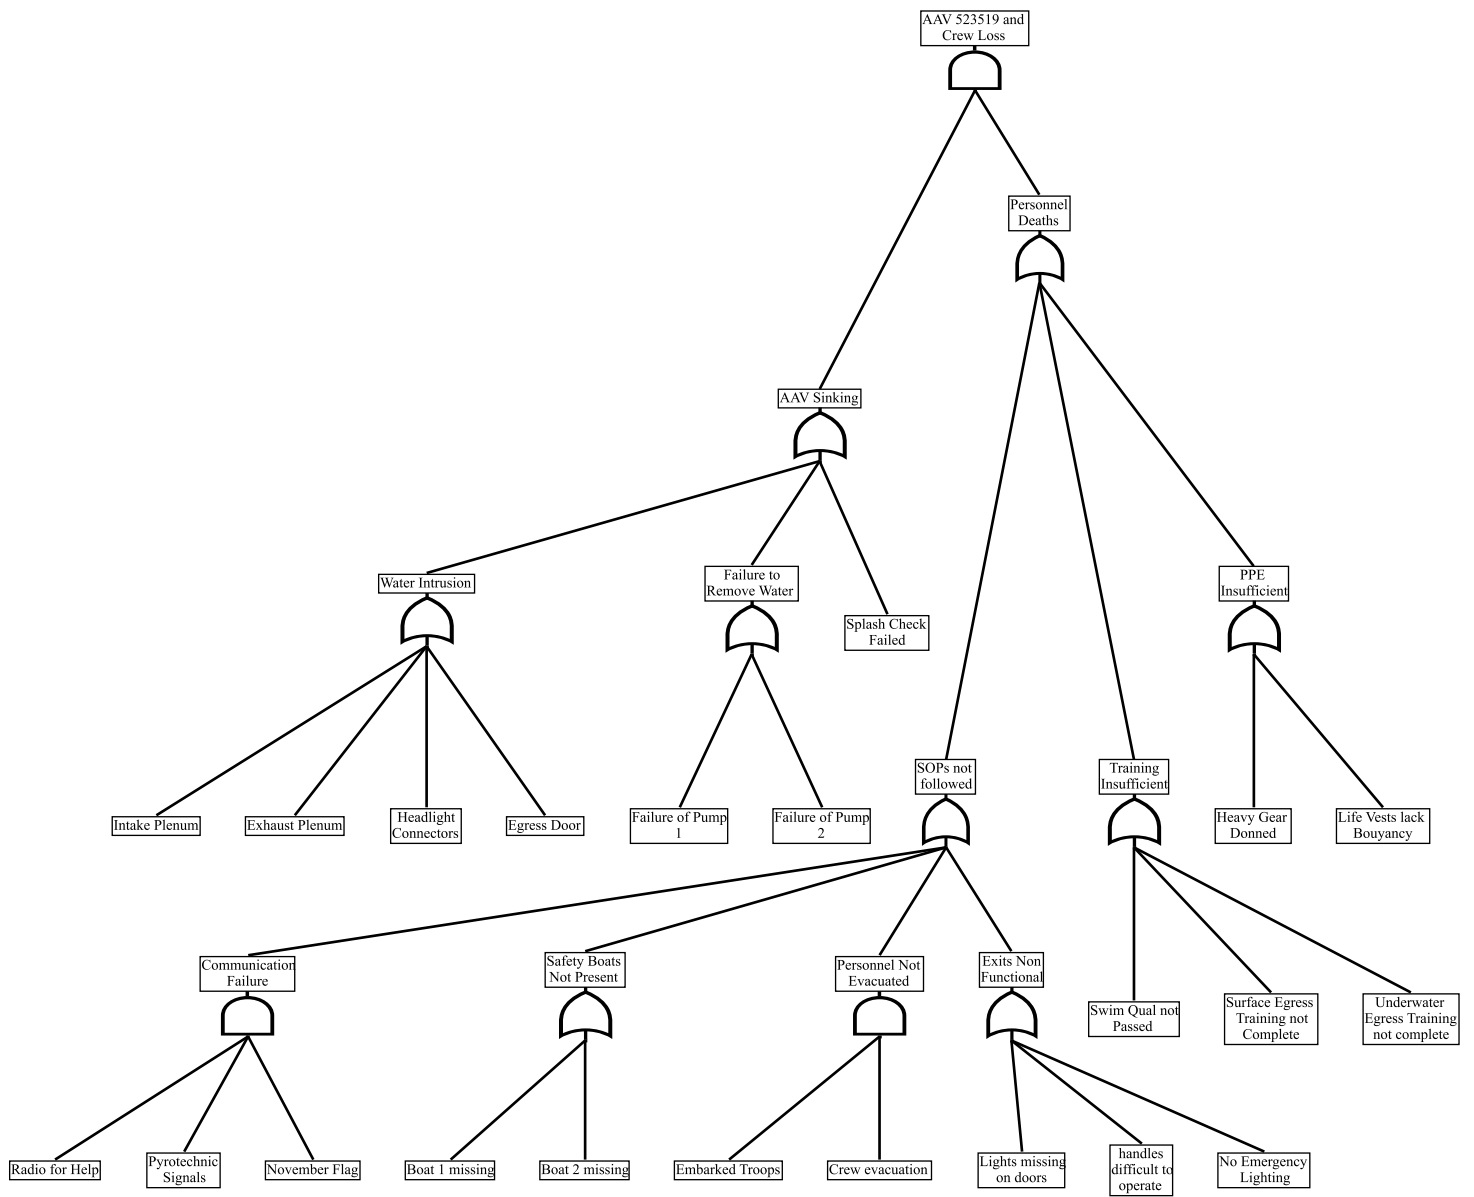 AAV 523519 and
Crew Loss
Personnel
Deaths
AAV Sinking
Water Intrusion
Failure to
Remove Water
Splash Check
Failed
PPE
Insufficient
Intake Plenum
Exhaust Plenum
Headlight
Connectors
Egress Door
Failure of Pump
1
Failure of Pump
2
SOPs not
followed
Training
Insufficient
Heavy Gear
Donned
Life Vests lack
Bouyancy
Communication
Failure
Safety Boats
Not Present
Personnel Not
Evacuated
Exits Non
Functional
Swim Qual not
Passed
Surface Egress
Training not
Complete
Underwater
Egress Training
not complete
Radio for Help
Pyrotechnic
Signals
November Flag
Boat 1 missing
Boat 2 missing
Embarked Troops
Crew evacuation
Lights missing
on doors
handles
difficult to
operate
No Emergency
Lighting